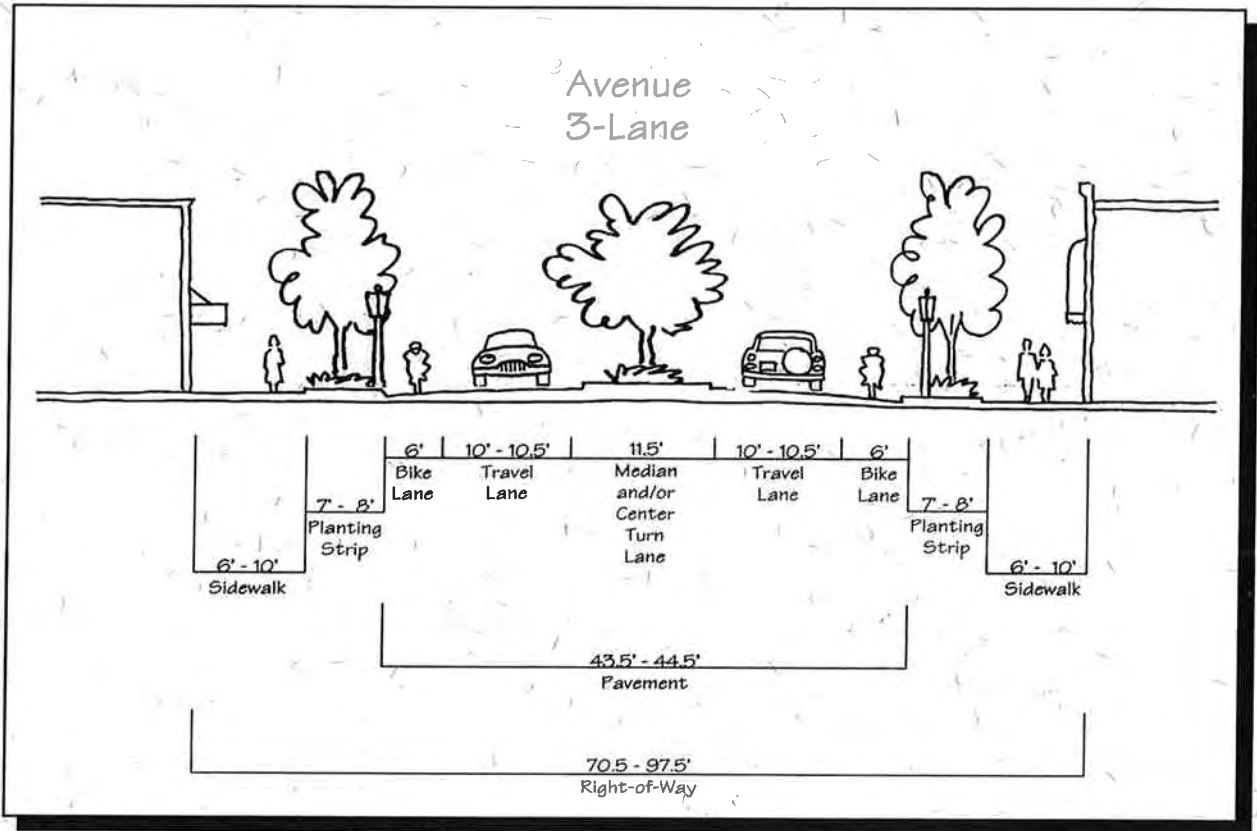 Avenue
3-Lane
6' 10' - 10.5' 11.5' 10' - 10.5' 6'
Bike Travel Median Travel Bike
Lane Lane and/or Lane Lane
7' - 8' Center 7' - 8'
Planting Turn Planting
Strip Lane Strip
6' - 10' 6' - 10'
Sidewalk Sidewalk
43.5' - 44.5'
Pavement
70.5 - 97.5'
Right-of-Way